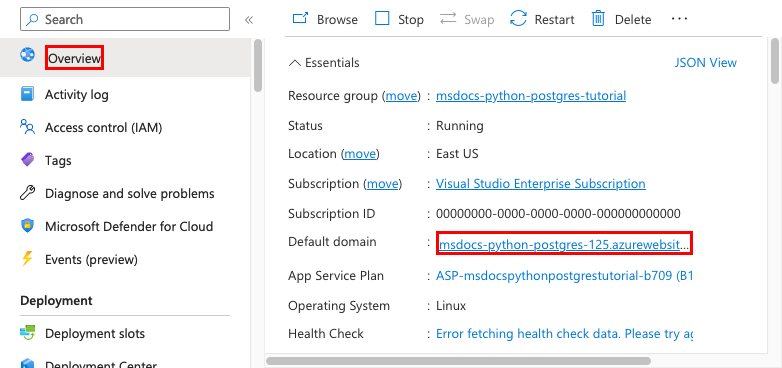 Search «
Overview
Activity log
Access control (IAM)
Tags
Diagnose and solve problems
Microsoft Defender for Cloud
Events (preview)
Deployment
Deployment slots
Deployment Center
Browse Stop Swap Restart Delete ...
Essentials JSON View
Resource group (move) : msdocs-python-postgres-tutorial
Status : Running
Location (move) : East US
Subscription (move) : Visual Studio Enterprise Subscription
Subscription ID : 00000000-0000-0000-0000-000000000000
Default domain : msdocs-python-postgres-125.azurewebsit...
App Service Plan : ASP-msdocspythonpostgrestutorial-b709 (B1
Operating System : Linux
Health Check : Error fetching health check data. Please try ag